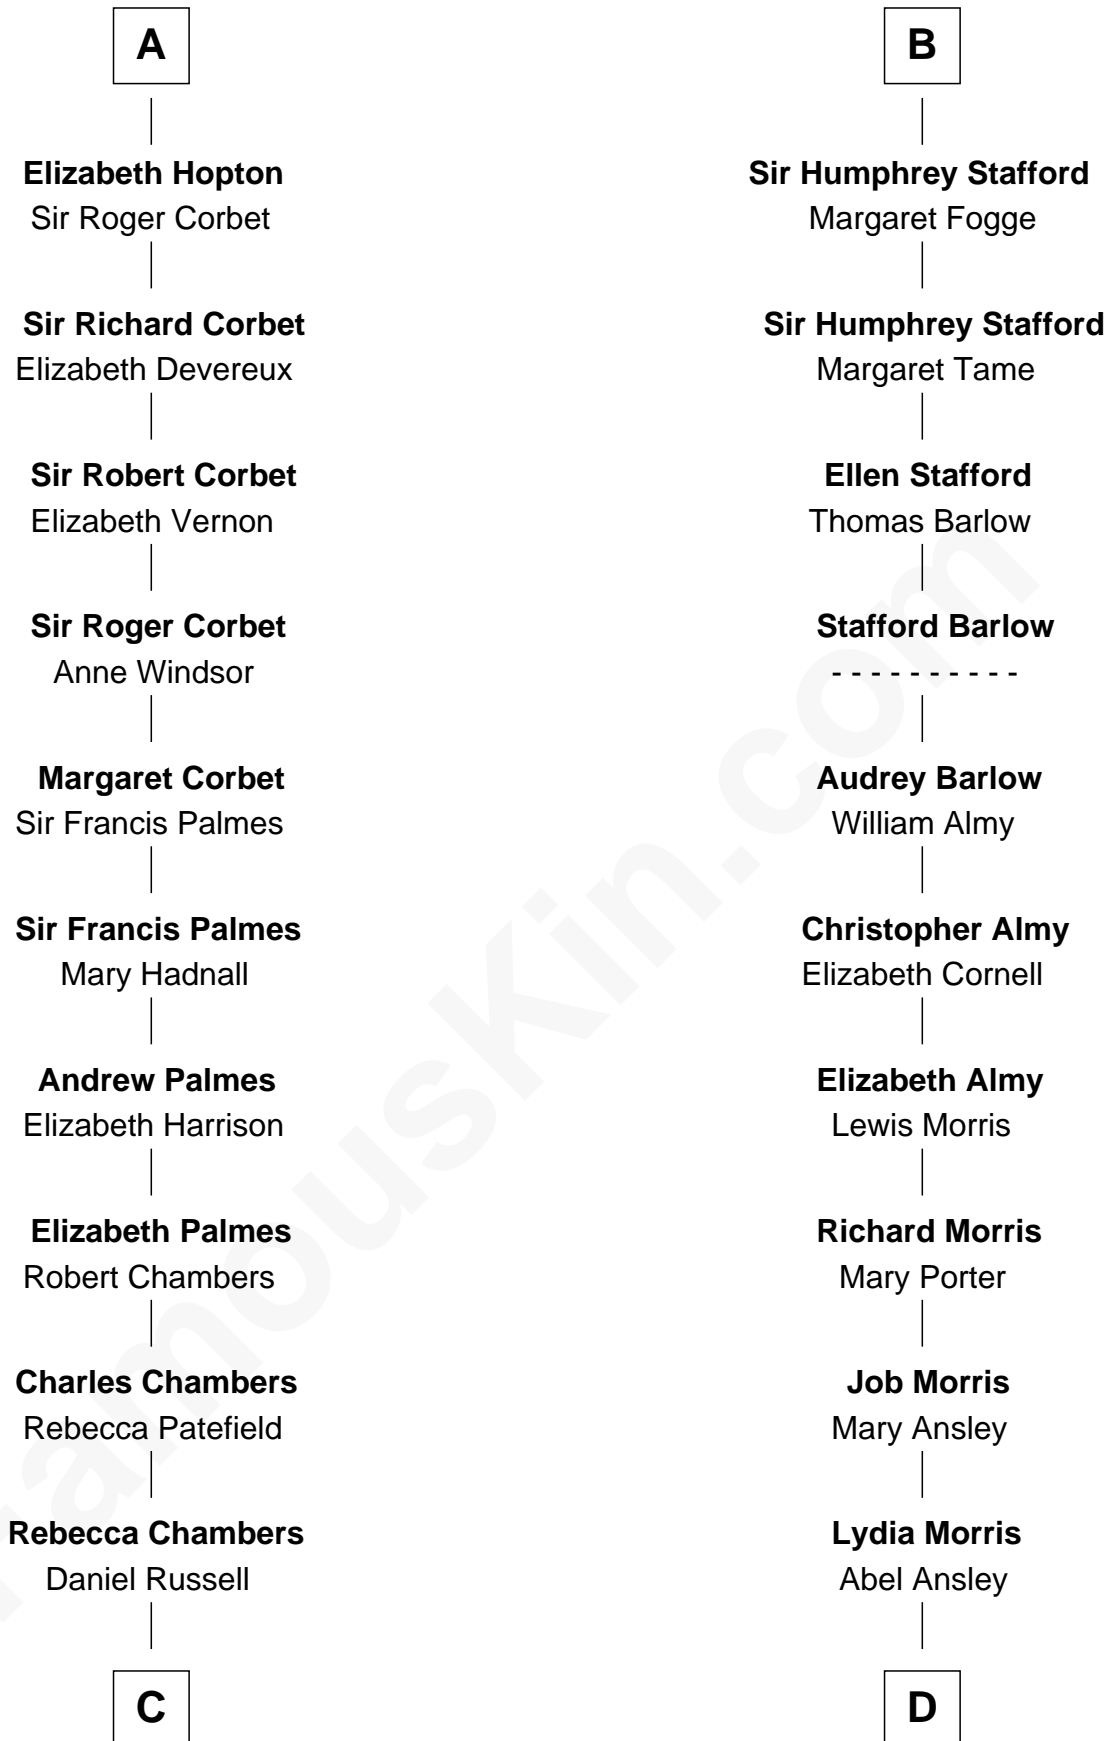 A
Elizabeth Hopton
Sir Roger Corbet
Sir Richard Corbet
Elizabeth Devereux
Sir Robert Corbet
Elizabeth Vernon
Sir Roger Corbet
Anne Windsor
Margaret Corbet
Sir Francis Palmes
Sir Francis Palmes
Mary Hadnall
Andrew Palmes
Elizabeth Harrison
Elizabeth Palmes
Robert Chambers
Charles Chambers
Rebecca Patefield
Rebecca Chambers
Daniel Russell
C
B
Sir Humphrey Stafford
Margaret Fogge
Sir Humphrey Stafford
Margaret Tame
Ellen Stafford
Thomas Barlow
Stafford Barlow
- - - - - - - - - -
Audrey Barlow
William Almy
Christopher Almy
Elizabeth Cornell
Elizabeth Almy
Lewis Morris
Richard Morris
Mary Porter
Job Morris
Mary Ansley
Lydia Morris
Abel Ansley
D
FamousKin.com